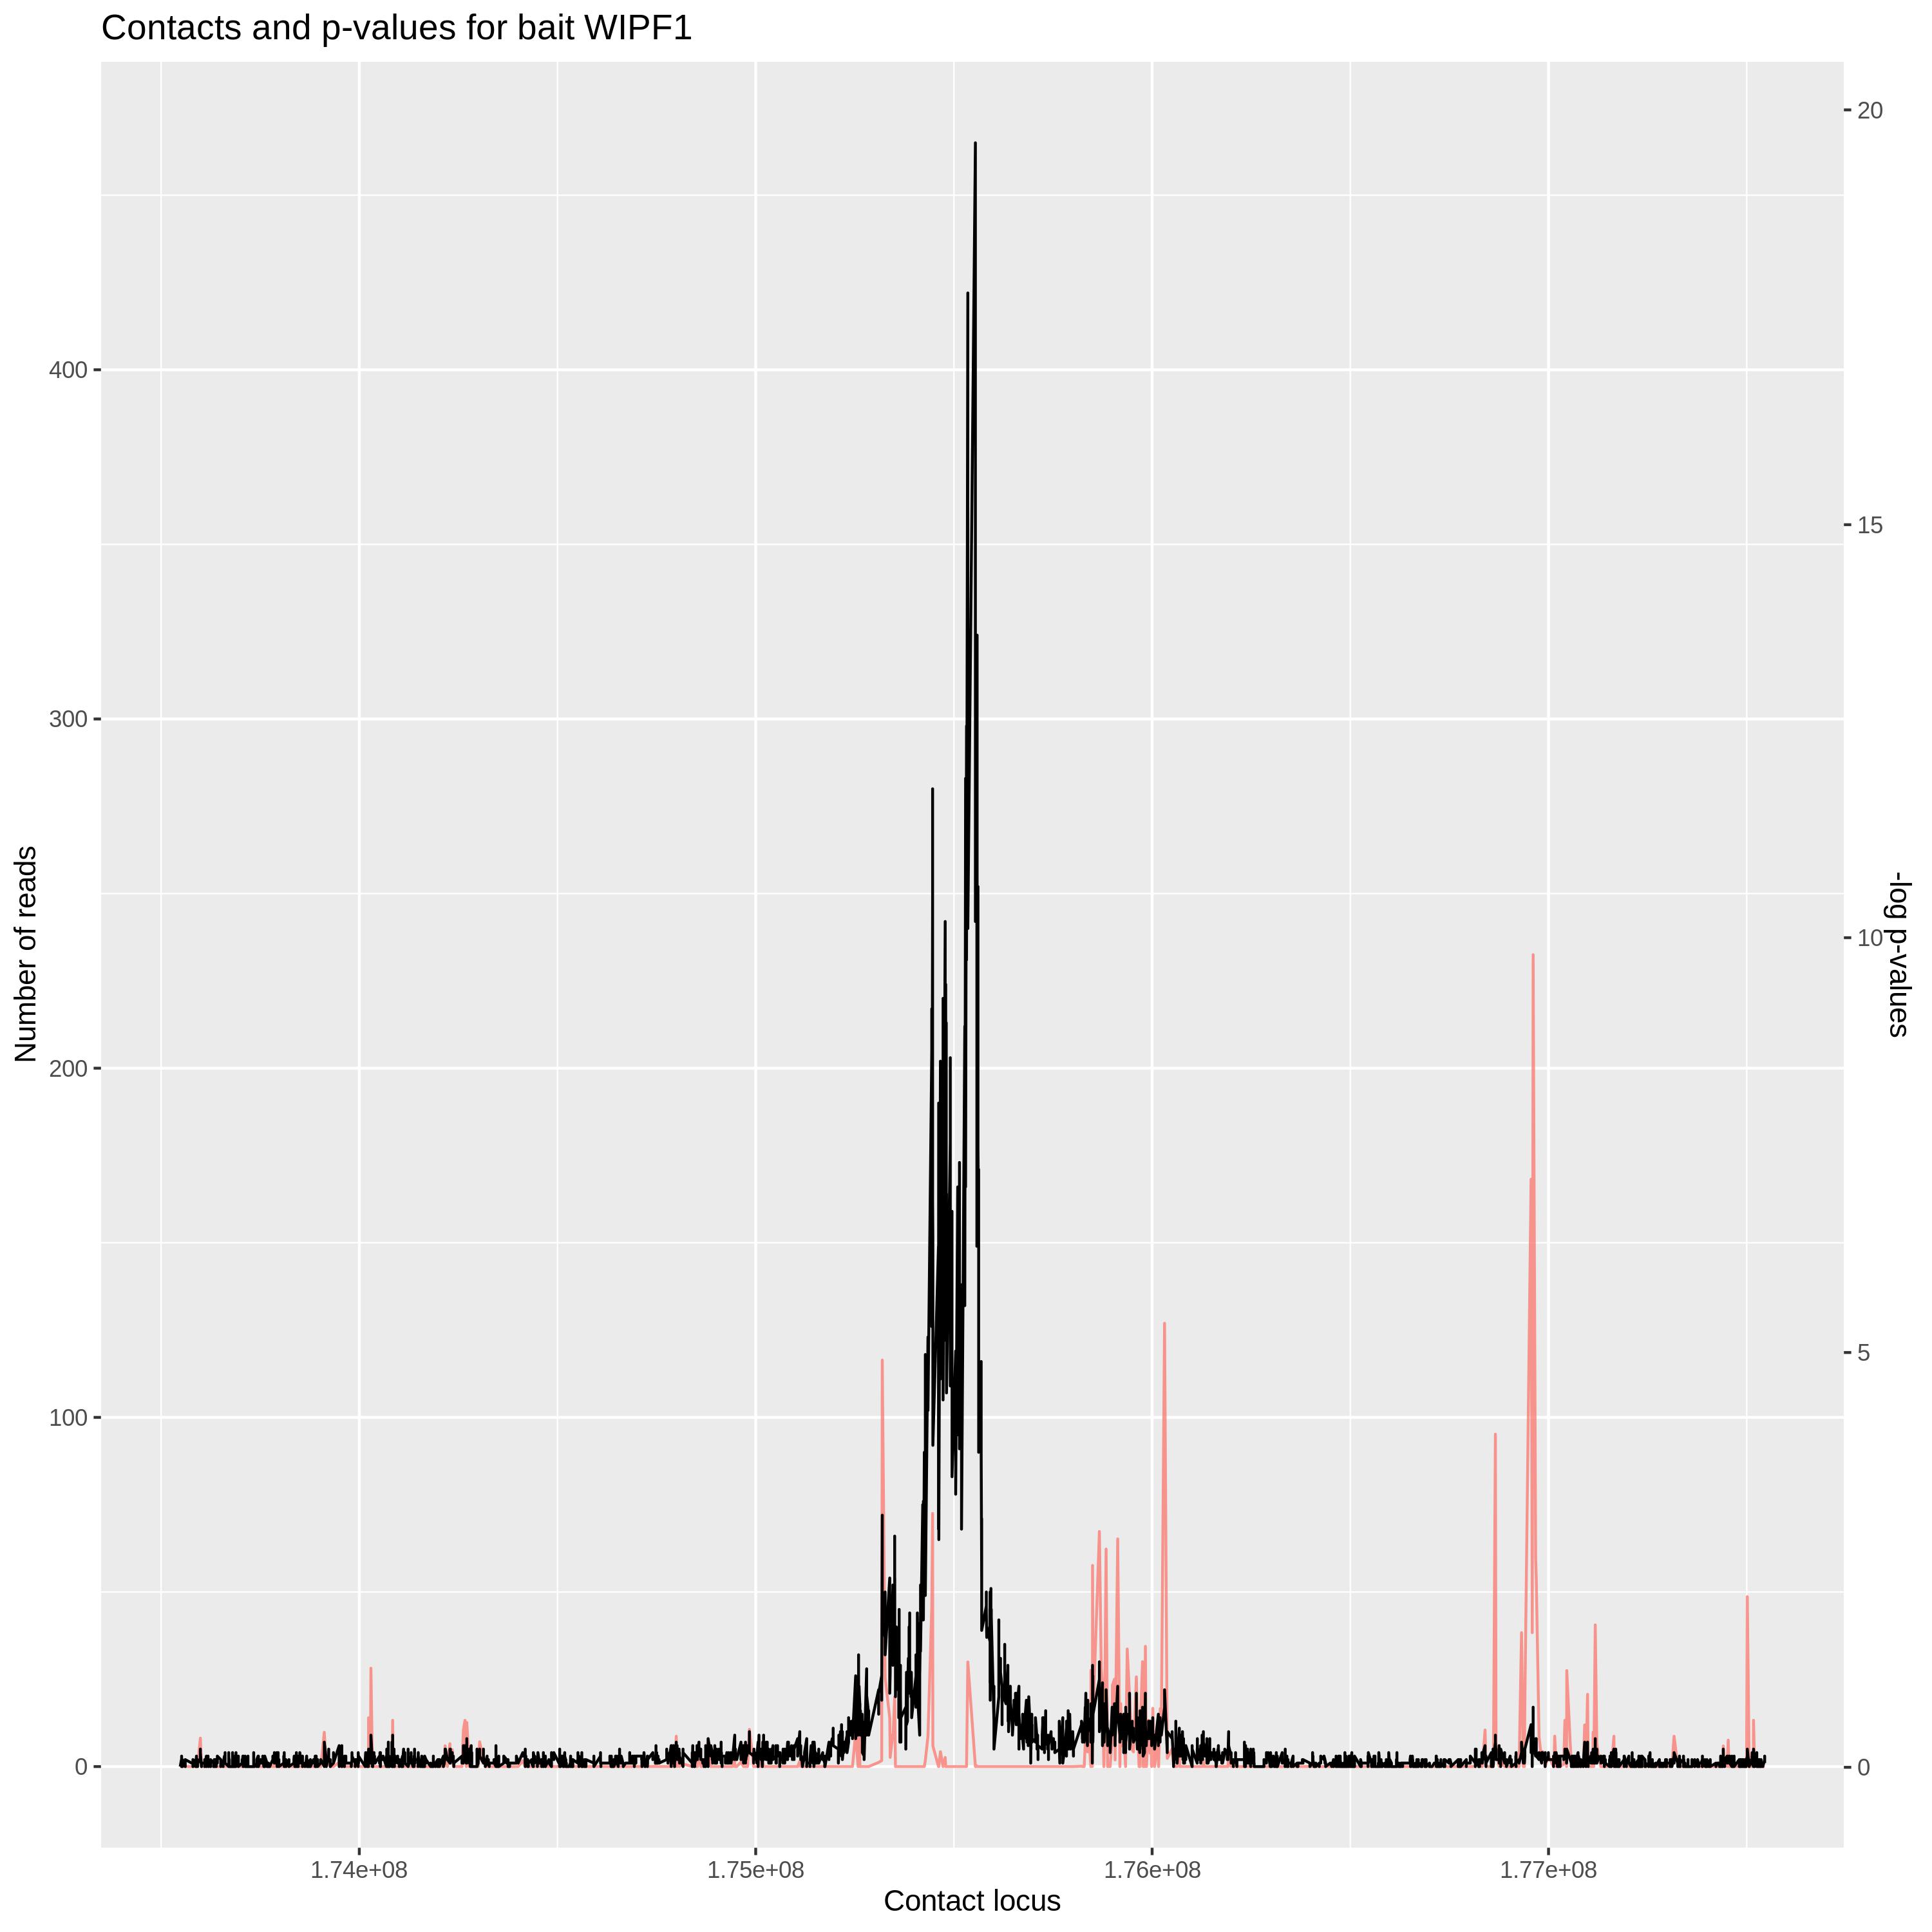 Contacts and p-values for bait WIPF1
Number of reads
400
300
200
100
0
20
15
10
5
0
-log p-values
1.74e+08
1.75e+08
1.76e+08
1.77e+08
Contact locus